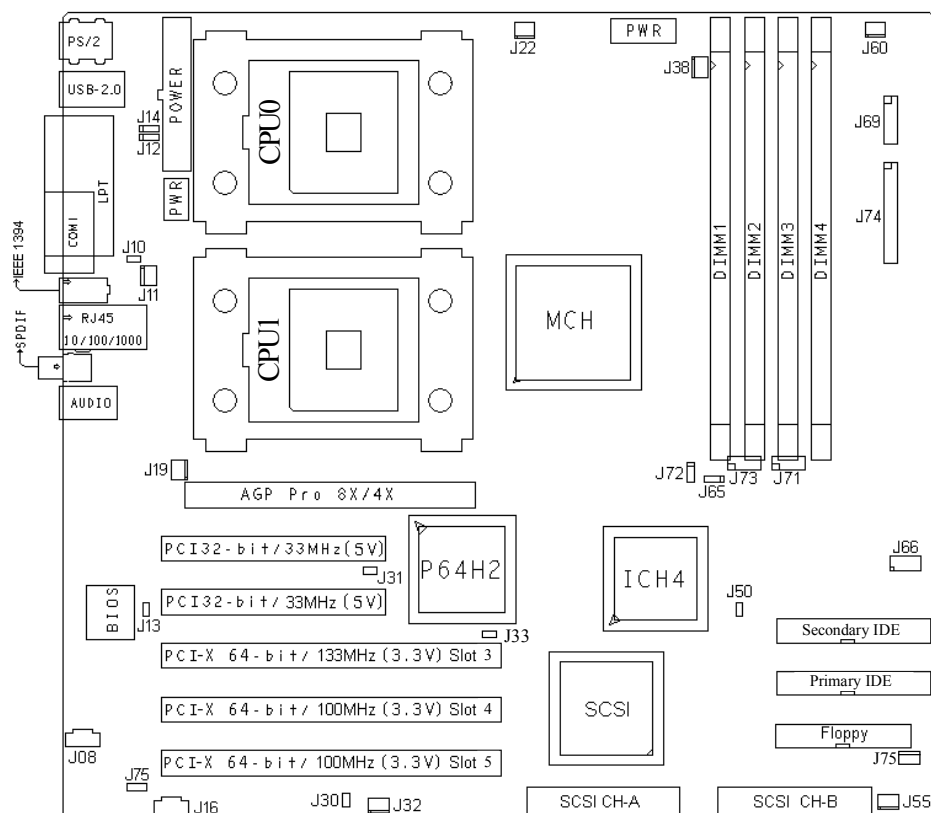 PS/2
J22
PWR
J60
J38
USB-2.0
POWER
J14
J12
CPU0
J69
LPT
PWR
J74
COM1
DIMM1
DIMM2
DIMM3
DIMM4
IEEE 1394
J10
J11
MCH
SPDIF
RJ45
10/100/1000
CPU1
AUDIO
J19
J72
J65
J73
J71
AGP Pro 8X/4X
PCI32-bit/33MHz(5V)
J31
P64H2
ICH4
J66
BIOS
J13
PCI32-bit/33MHz(5V)
J50
J33
Secondary IDE
PCI-X 64-bit/133MHz (3.3V) Slot 3
Primary IDE
PCI-X 64-bit/100MHz (3.3V) Slot 4
SCSI
Floppy
J08
PCI-X 64-bit/100MHz (3.3V) Slot 5
J75
J75
J16
J30
J32
SCSI CH-A
SCSI CH-B
J55